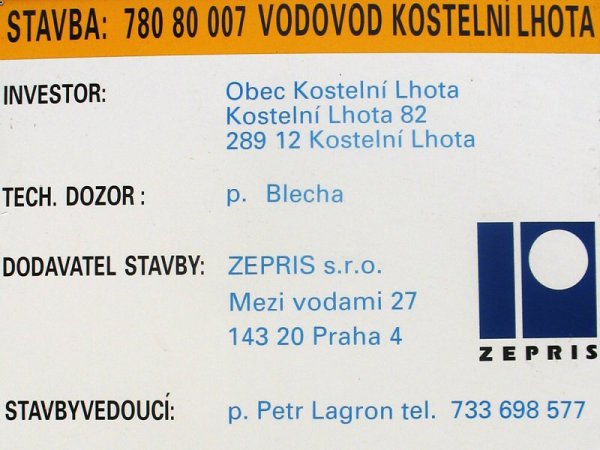 STAVBA: 780 80 007 VODOVOD KOSTELNÍ LHOTA
INVESTOR: Obec Kostelní Lhota
Kostelní Lhota 82
289 12 Kostelní Lhota
TECH. DOZOR : p. Blecha
DODAVATEL STAVBY: ZEPRIS s.r.o.
Mezi vodami 27
143 20 Praha 4
ZEPRIS
STAVBYVEDOUCÍ: p. Petr Lagron tel. 733 698 577